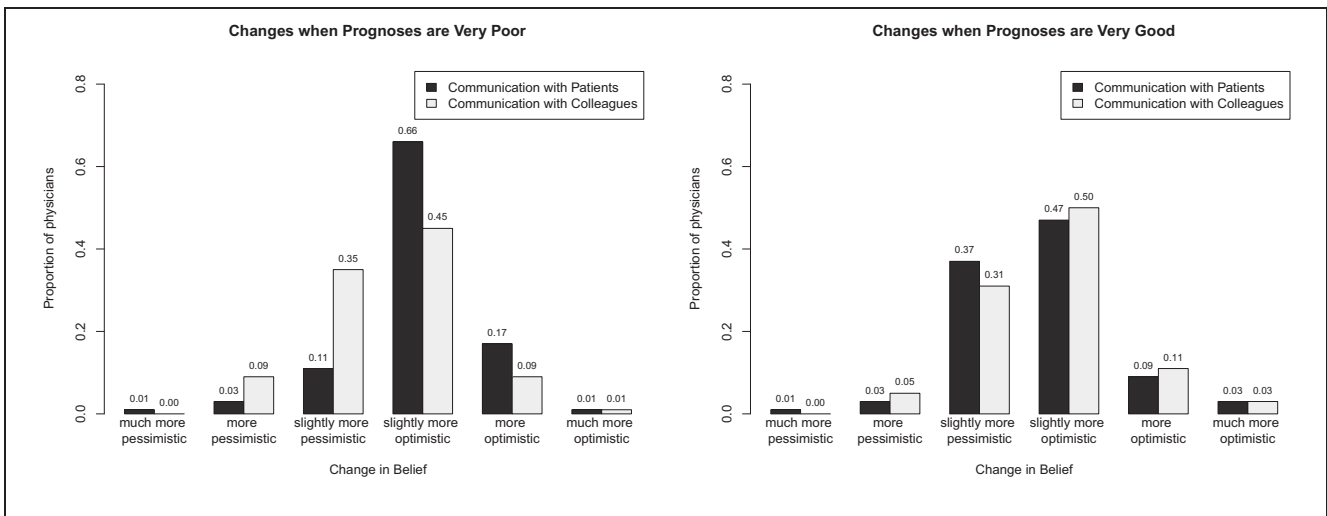 Changes when Prognoses are Very Poor
Communication with Patients
Communication with Colleagues
Proportion of physicians
0.8
0.6
0.4
0.2
0.0
0.01
0.00
0.03
0.09
0.11
0.35
0.66
0.45
0.17
0.09
0.01
0.01
much more
pessimistic
more
pessimistic
slightly more
pessimistic
slightly more
optimistic
more
optimistic
much more
optimistic
Change in Belief
Changes when Prognoses are Very Good
Communication with Patients
Communication with Colleagues
Proportion of physicians
0.8
0.6
0.4
0.2
0.0
0.01
0.00
0.03
0.05
0.37
0.31
0.47
0.50
0.09
0.11
0.03
0.03
much more
pessimistic
more
pessimistic
slightly more
pessimistic
slightly more
optimistic
more
optimistic
much more
optimistic
Change in Belief